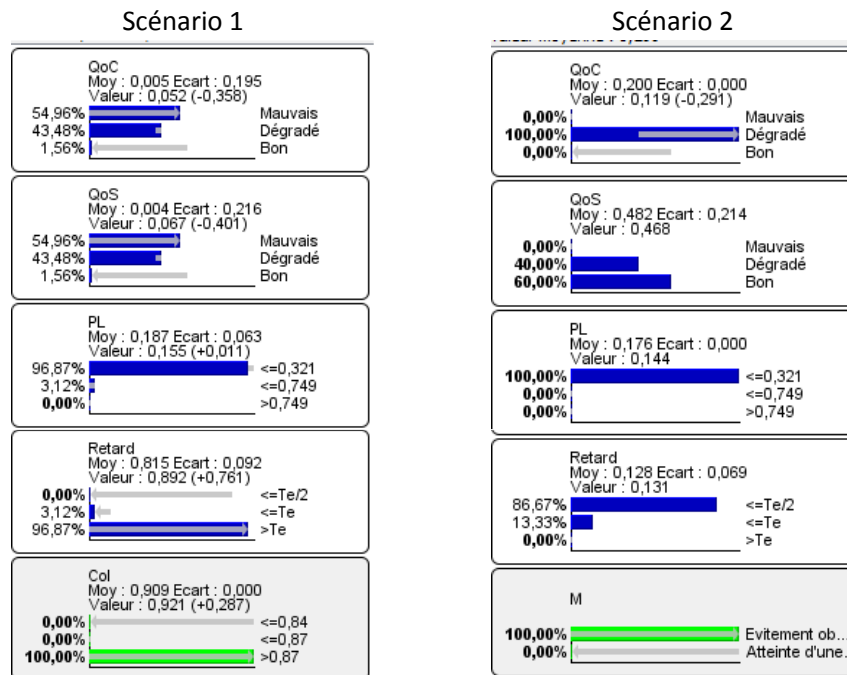 Scénario 1
QoC
Moy : 0,005 Ecart : 0,195
Valeur : 0,052 (-0,358)
54,96% Mauvais
43,48% Dégradé
1,56% Bon
QoS
Moy : 0,004 Ecart : 0,216
Valeur : 0,067 (-0,401)
54,96% Mauvais
43,48% Dégradé
1,56% Bon
PL
Moy : 0,187 Ecart : 0,063
Valeur : 0,155 (+0,011)
96,87% <=0,321
3,12% <=0,749
0,00% >0,749
Retard
Moy : 0,815 Ecart : 0,092
Valeur : 0,892 (+0,761)
0,00% <=Te/2
3,12% <=Te
96,87% >Te
Col
Moy : 0,909 Ecart : 0,000
Valeur : 0,921 (+0,287)
0,00% <=0,84
0,00% <=0,87
100,00% >0,87
Scénario 2
QoC
Moy : 0,200 Ecart : 0,000
Valeur : 0,119 (-0,291)
0,00% Mauvais
100,00% Dégradé
0,00% Bon
QoS
Moy : 0,482 Ecart : 0,214
Valeur : 0,468
0,00% Mauvais
40,00% Dégradé
60,00% Bon
PL
Moy : 0,176 Ecart : 0,000
Valeur : 0,144
100,00% <=0,321
0,00% <=0,749
0,00% >0,749
Retard
Moy : 0,128 Ecart : 0,069
Valeur : 0,131
86,67% <=Te/2
13,33% <=Te
0,00% >Te
M
100,00% Evitement ob...
0,00% Atteinte d'une.